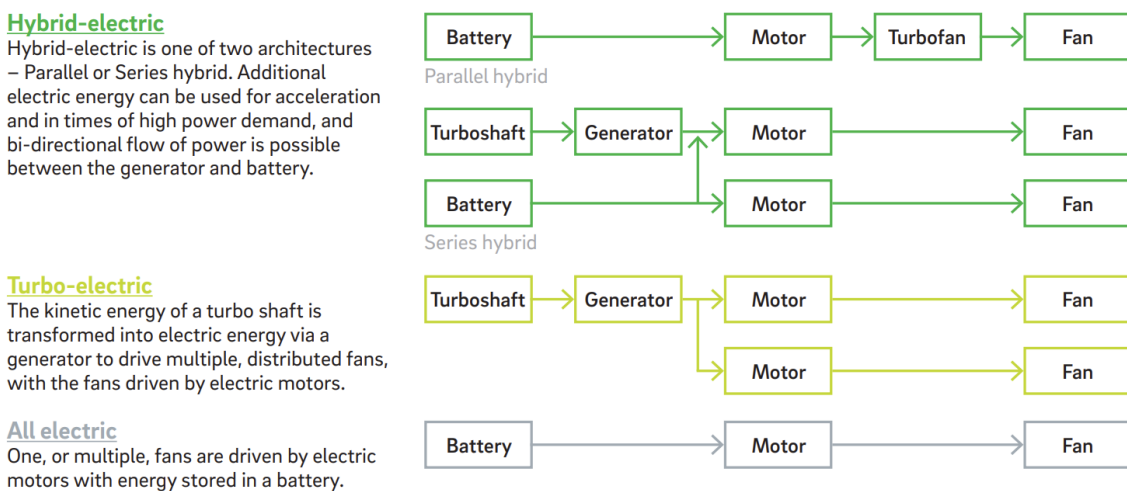 Hybrid-electric
Hybrid-electric is one of two architectures
– Parallel or Series hybrid. Additional
electric energy can be used for acceleration
and in times of high power demand, and
bi-directional flow of power is possible
between the generator and battery.
Battery Motor Turbofan Fan
Parallel hybrid
Turboshaft Generator Motor Fan
Battery Motor Fan
Series hybrid
Turbo-electric
The kinetic energy of a turbo shaft is
transformed into electric energy via a
generator to drive multiple, distributed fans,
with the fans driven by electric motors.
Turboshaft Generator Motor Fan
Motor Fan
All electric
One, or multiple, fans are driven by electric
motors with energy stored in a battery.
Battery Motor Fan